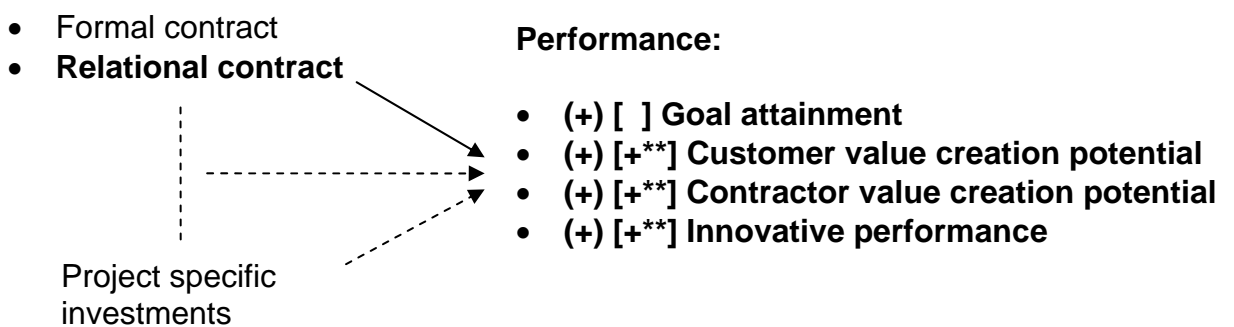 • Formal contract
• Relational contract
Performance:
• (+) [ ] Goal attainment
• (+) [+**] Customer value creation potential
• (+) [+**] Contractor value creation potential
• (+) [+**] Innovative performance
Project specific
investments